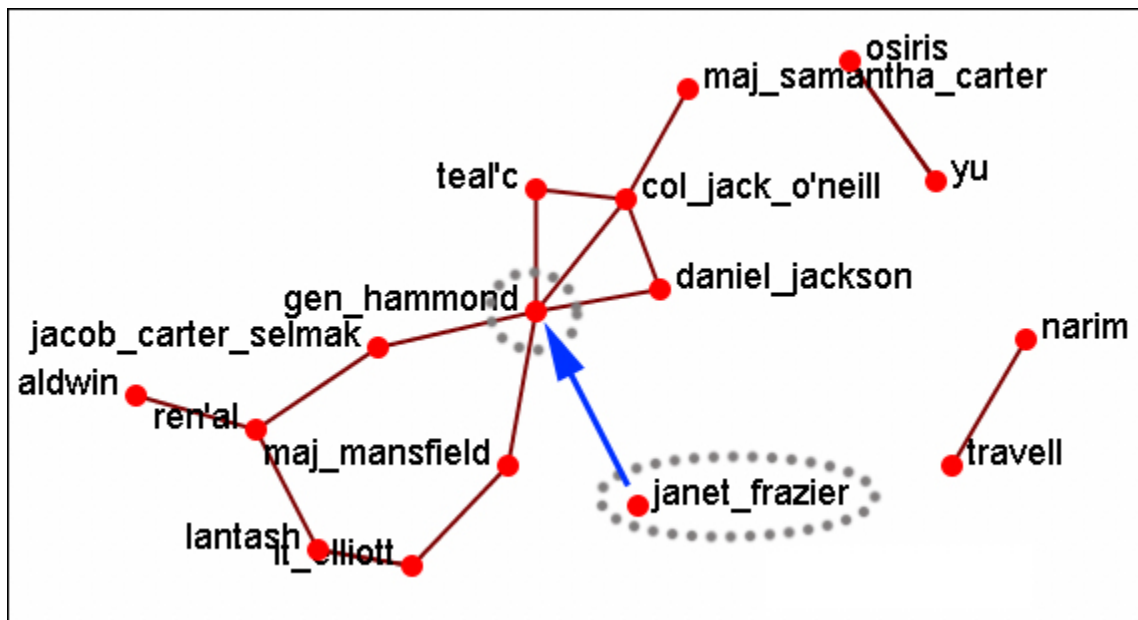 osiris
maj_samantha_carter
yu
teal'c
col_jack_o'neill
daniel_jackson
gen_hammond
jacob_carter_selmak
narim
aldwin
ren'al
maj_mansfield
travell
janet_frazier
lantash
lt_elliott